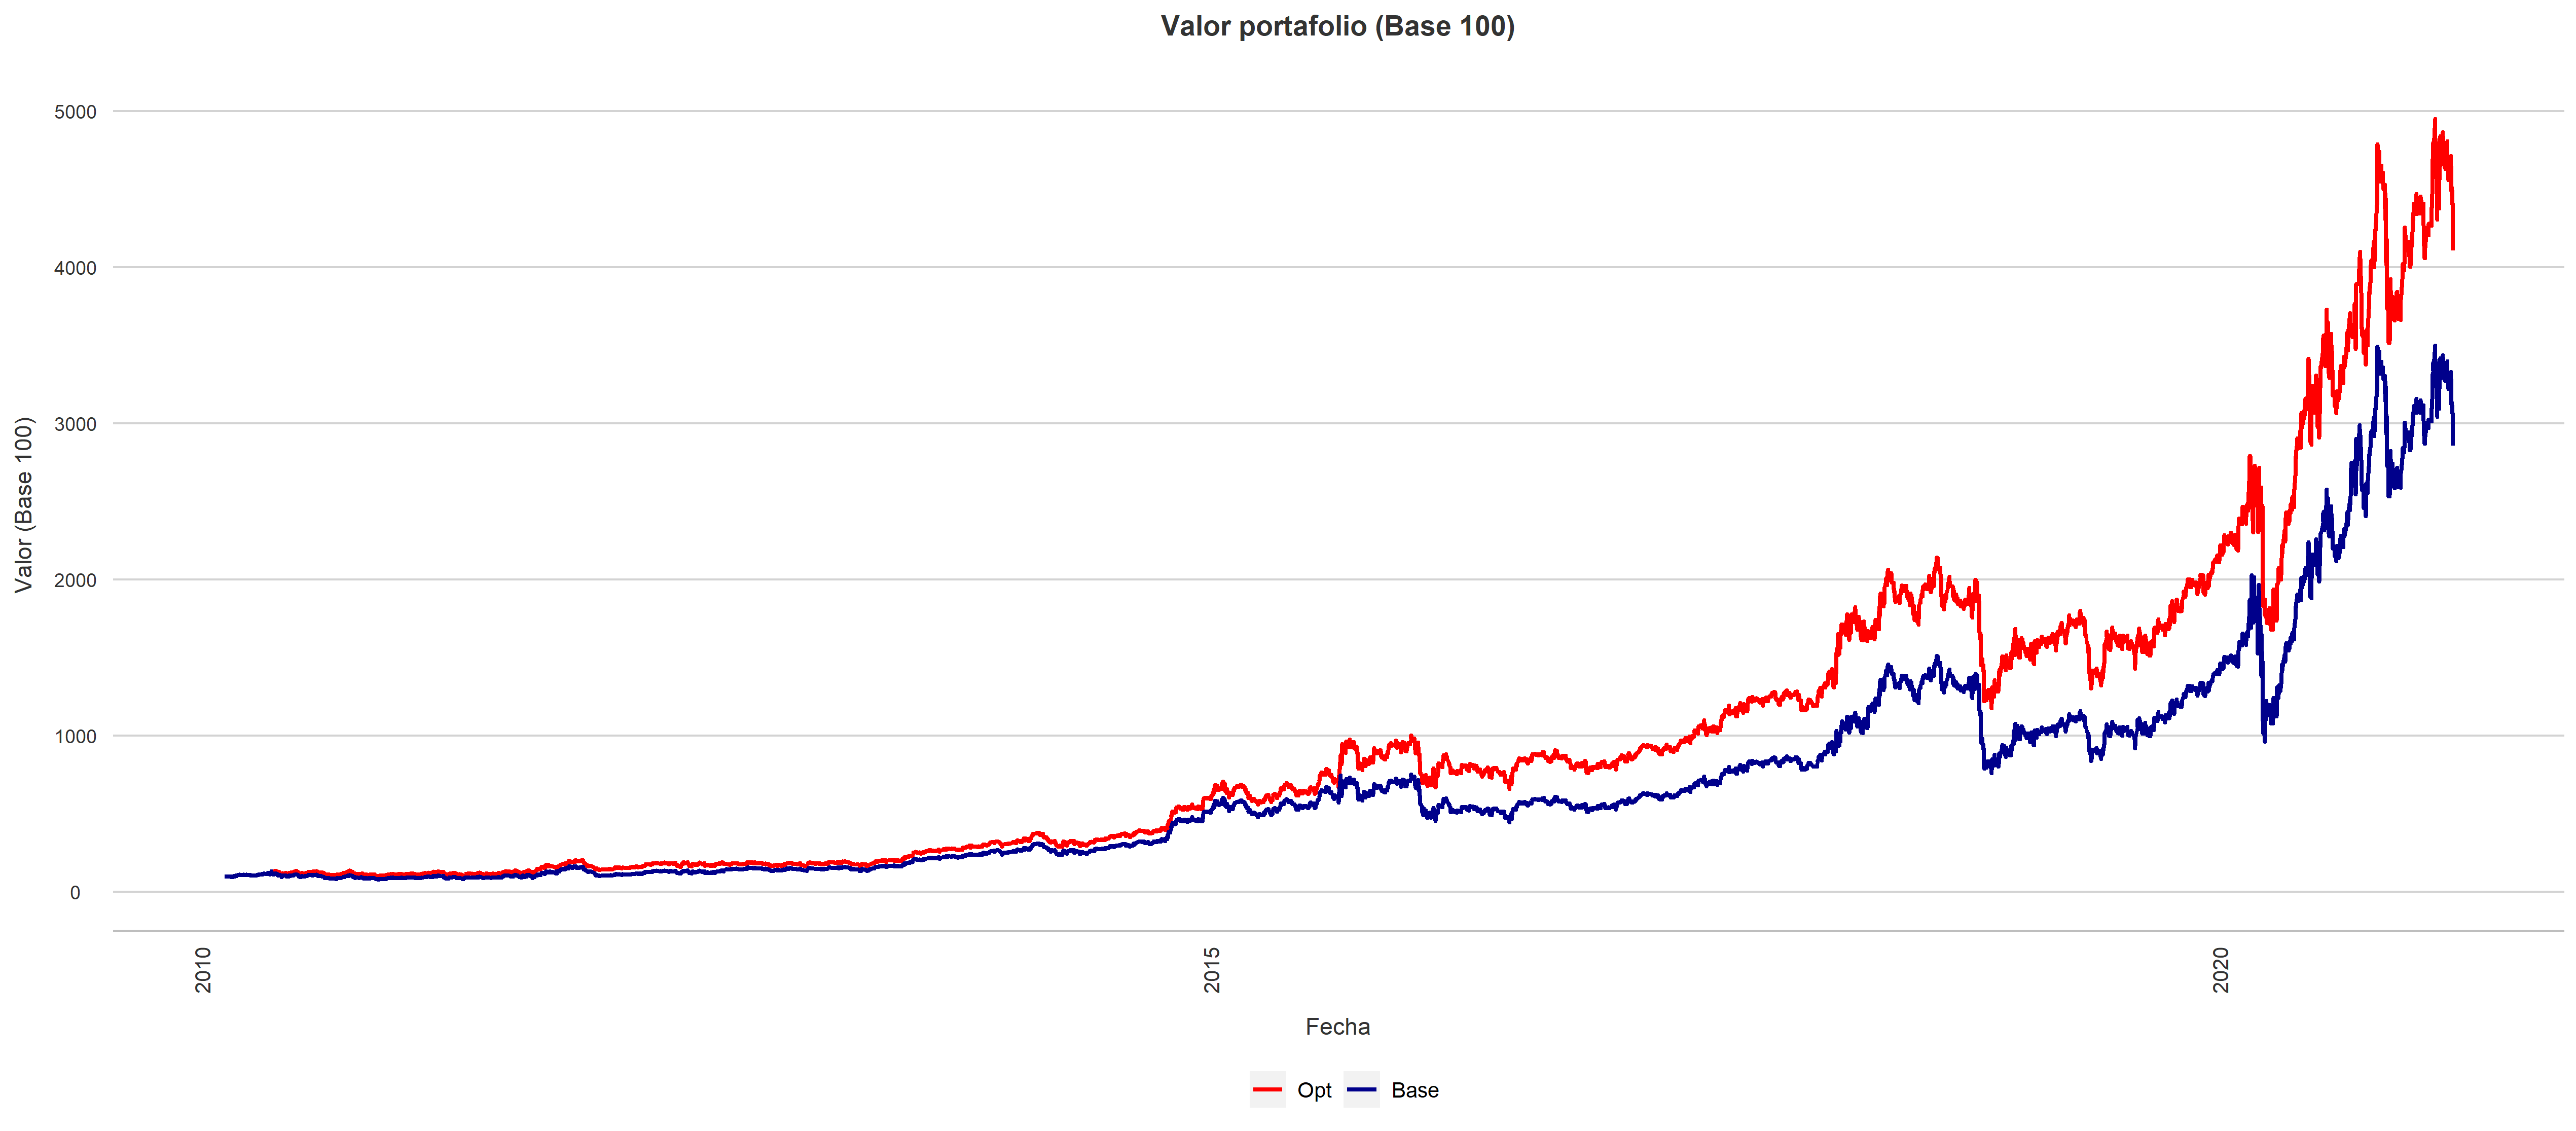 Valor portafolio (Base 100)
5000
4000
3000
2000
1000
0
Valor (Base 100)
2010
2015
2020
Fecha
Opt
Base